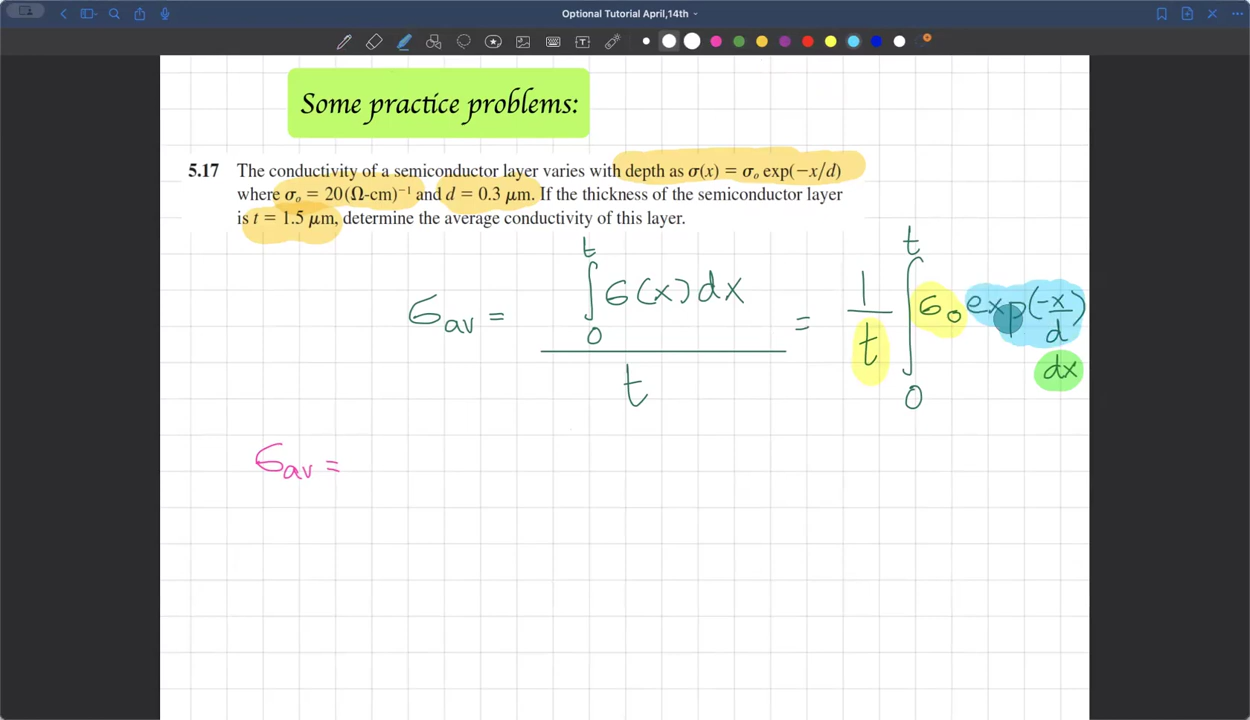 Optional Tutorial April,14th
Some practice problems:
5.17 The conductivity of a semiconductor layer varies with depth as σ(x) = σₒ exp(−x/d)
where σₒ = 20(Ω-cm)⁻¹ and d = 0.3 μm. If the thickness of the semiconductor layer
is t = 1.5 μm, determine the average conductivity of this layer.
σav = ∫₀ᵗ σ(x) dx / t = 1/t ∫₀ᵗ σ₀ exp(-x/d) dx
σav =